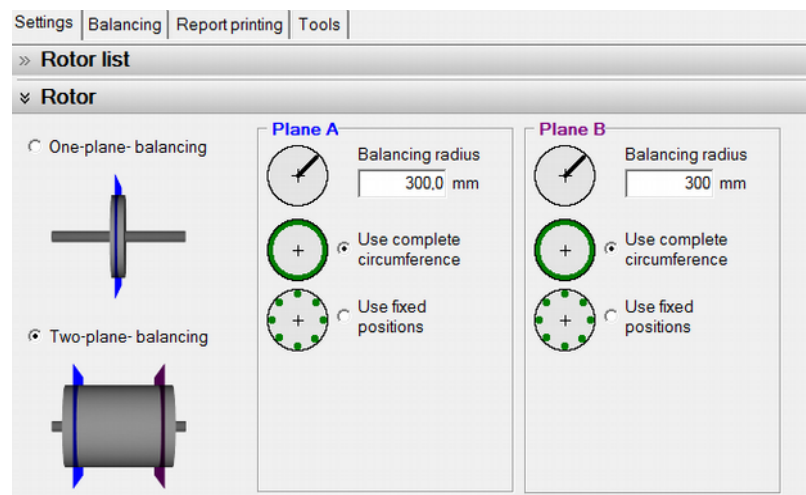 Settings Balancing Report printing Tools
» Rotor list
Rotor
One-plane- balancing
Two-plane- balancing
Plane A
Balancing radius
300,0 mm
Use complete
circumference
Use fixed
positions
Plane B
Balancing radius
300 mm
Use complete
circumference
Use fixed
positions